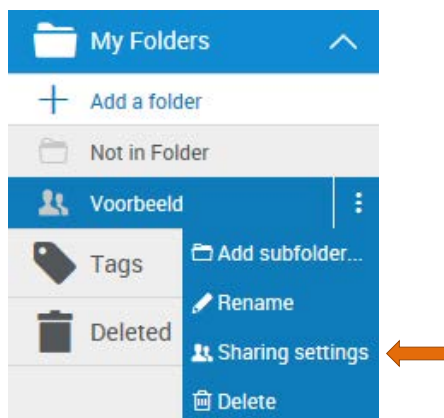 My Folders
Add a folder
Not in Folder
Voorbeeld
Tags
Deleted
Add subfolder...
Rename
Sharing settings
Delete